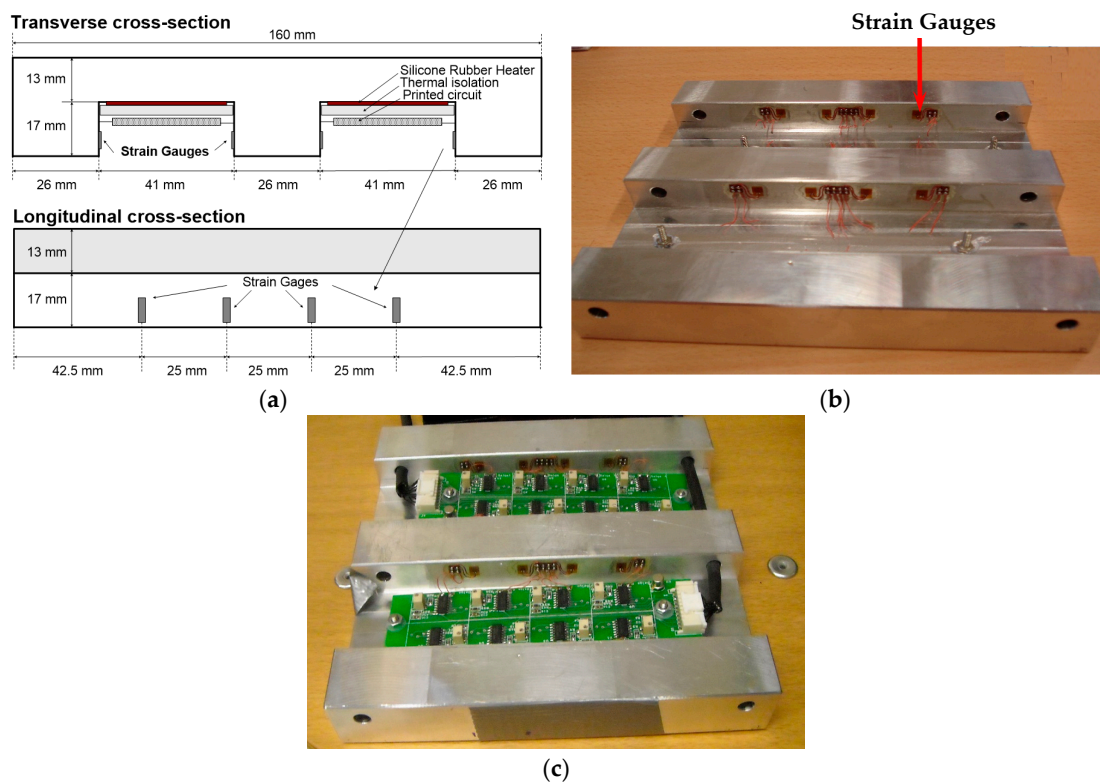 Transverse cross-section
160 mm
13 mm
17 mm
Silicone Rubber Heater
Thermal isolation
Printed circuit
Strain Gauges
26 mm
41 mm
26 mm
41 mm
26 mm
Longitudinal cross-section
13 mm
17 mm
Strain Gages
42.5 mm
25 mm
25 mm
25 mm
42.5 mm
(a)
Strain Gauges
(b)
(c)